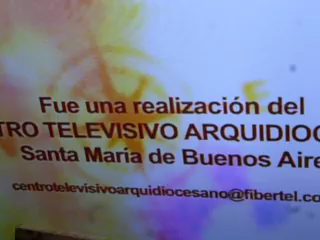 Fue una realización del
TRO TELEVISIVO ARQUIDIOC
Santa María de Buenos Aire
centrotelevisivoarquidiocesano@fibertel.co